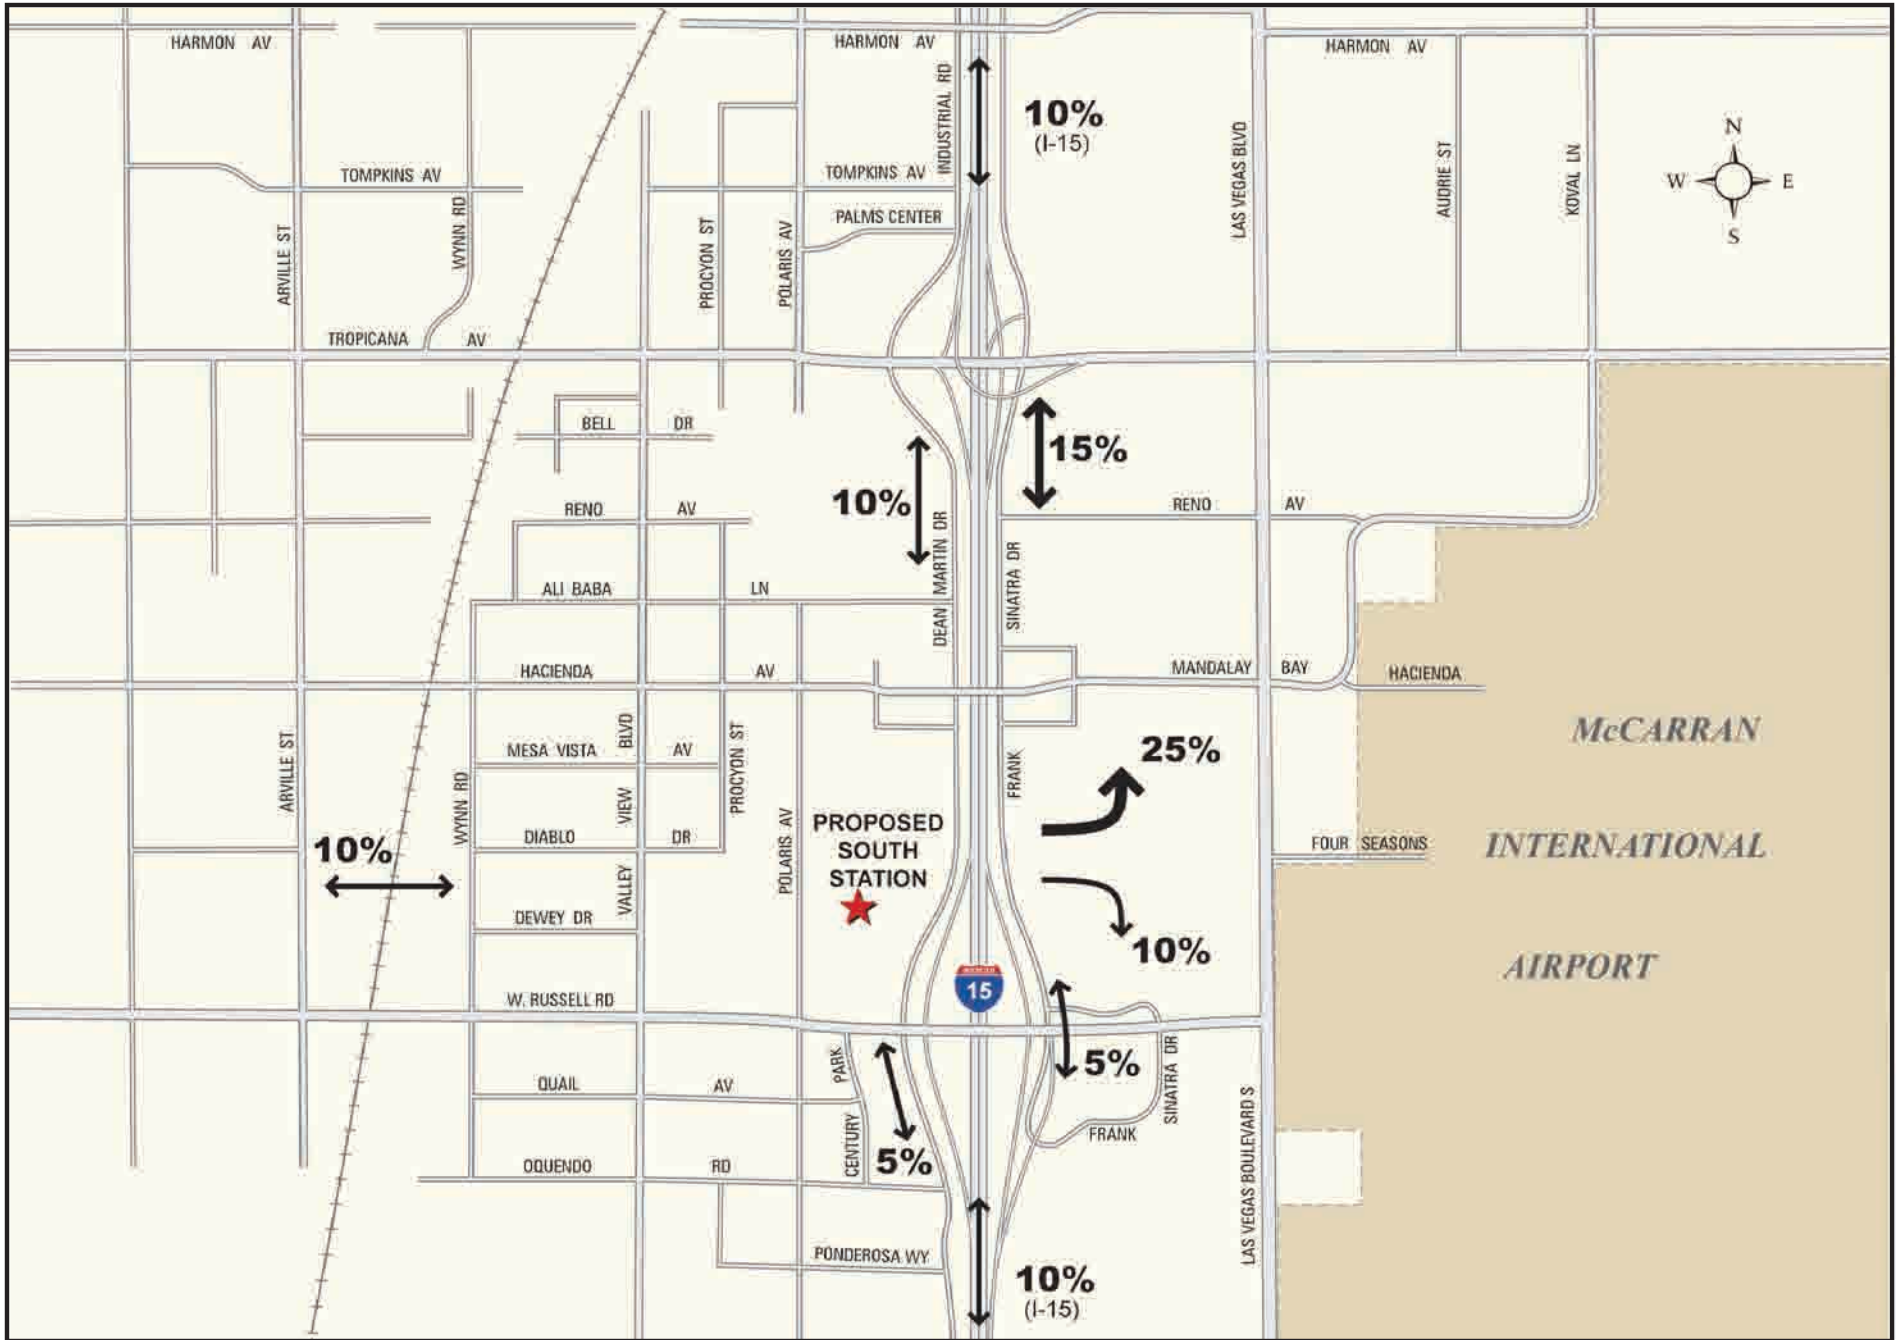 HARMON AV
HARMON AV
HARMON AV
INDUSTRIAL RD
10%
(I-15)
LAS VEGAS BLVD
AUDRIE ST
KOVAL LN
N
W E
S
TOMPKINS AV
TOMPKINS AV
PALMS CENTER
ARVILLE ST
WYNN RD
PROCYON ST
POLARIS AV
TROPICANA AV
BELL DR
15%
10%
RENO AV
RENO AV
DEAN MARTIN DR
SINATRA DR
ALI BABA LN
HACIENDA AV
MANDALAY BAY
HACIENDA
McCARRAN
INTERNATIONAL
AIRPORT
ARVILLE ST
WYNN RD
MESA VISTA AV
VALLEY VIEW BLVD
PROCYON ST
POLARIS AV
FRANK
25%
DIABLO DR
10%
PROPOSED
SOUTH
STATION
FOUR SEASONS
DEWEY DR
10%
15
W. RUSSELL RD
5%
SINATRA DR
FRANK
QUAIL AV
CENTURY PARK
5%
OQUENDO RD
LAS VEGAS BOULEVARD S
PONDEROSA WY
10%
(I-15)